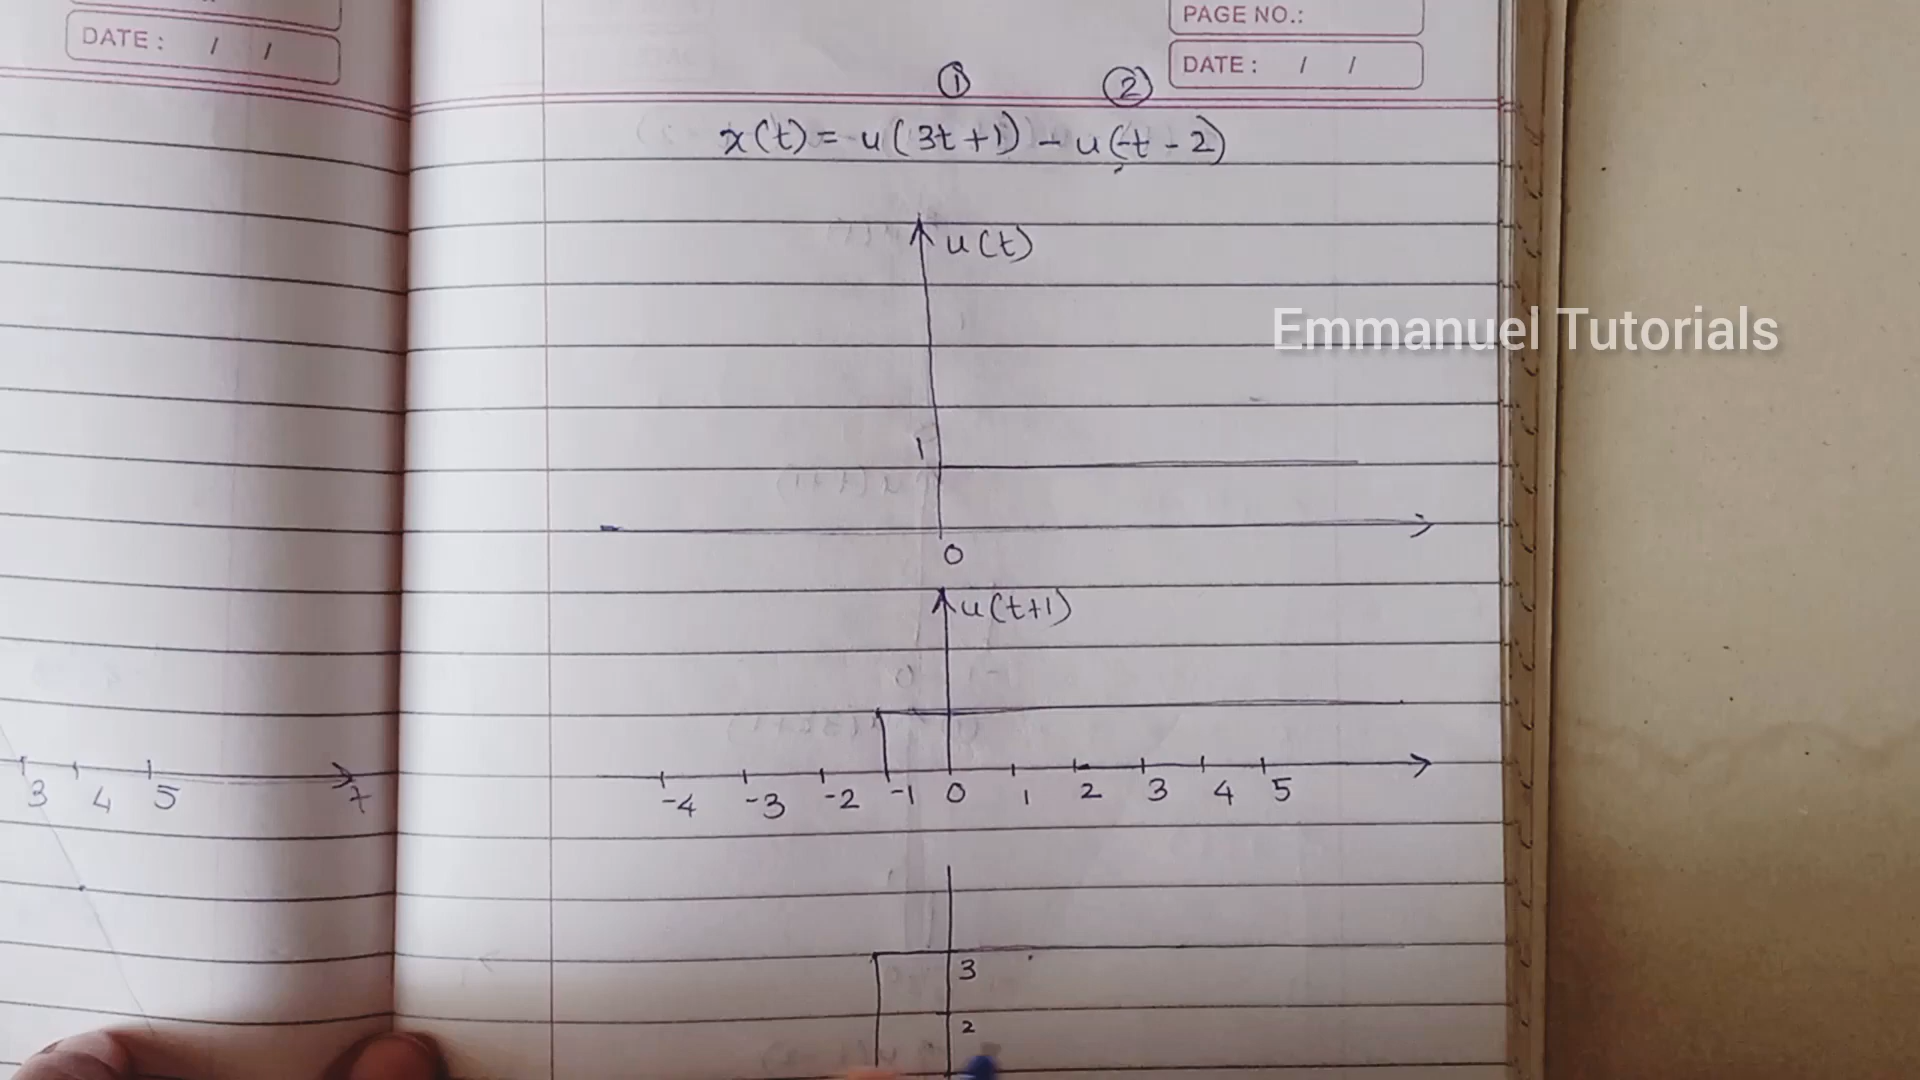 DATE : / /
PAGE NO.:
DATE : / /
① ②
x(t) = u(3t+1) - u(-t-2)
u(t)
Emmanuel Tutorials
1
0
u(t+1)
3 4 5 t
-4 -3 -2 -1 0 1 2 3 4 5
3
2